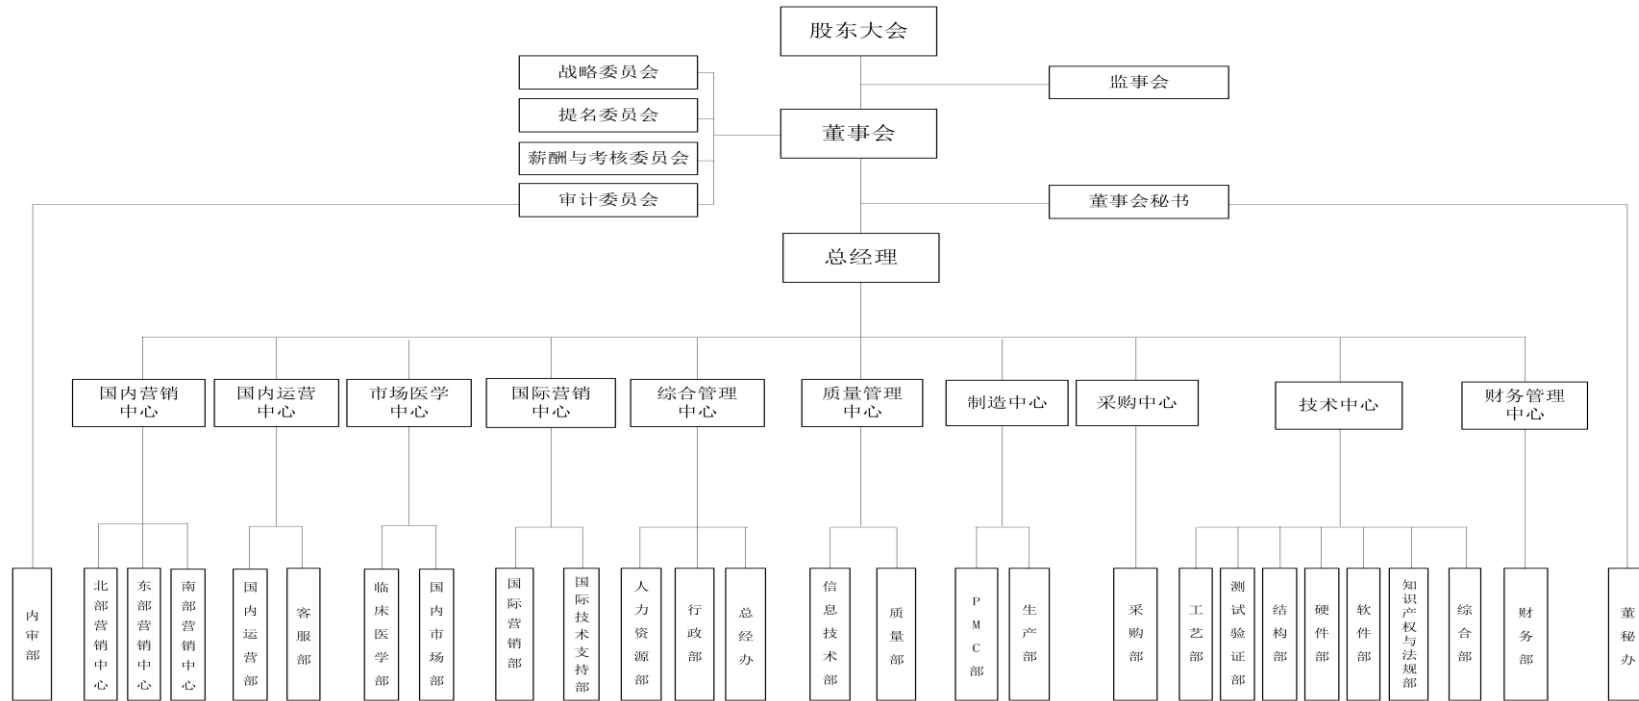 股东大会
战略委员会
监事会
提名委员会
董事会
薪酬与考核委员会
审计委员会
董事会秘书
总经理
国内营销
中心
国内运营
中心
市场医学
中心
国际营销
中心
综合管理
中心
质量管理
中心
制造中心
采购中心
技术中心
财务管理
中心
内审部
北部营销中心
东部营销中心
南部营销中心
国内运营部
客服部
临床医学部
国内市场部
国际营销部
国际技术支持部
人力资源部
行政部
总经办
信息技术部
质量部
PMC部
生产部
采购部
工艺部
测试验证部
结构部
硬件部
软件部
知识产权与法规部
综合部
财务部
董秘办